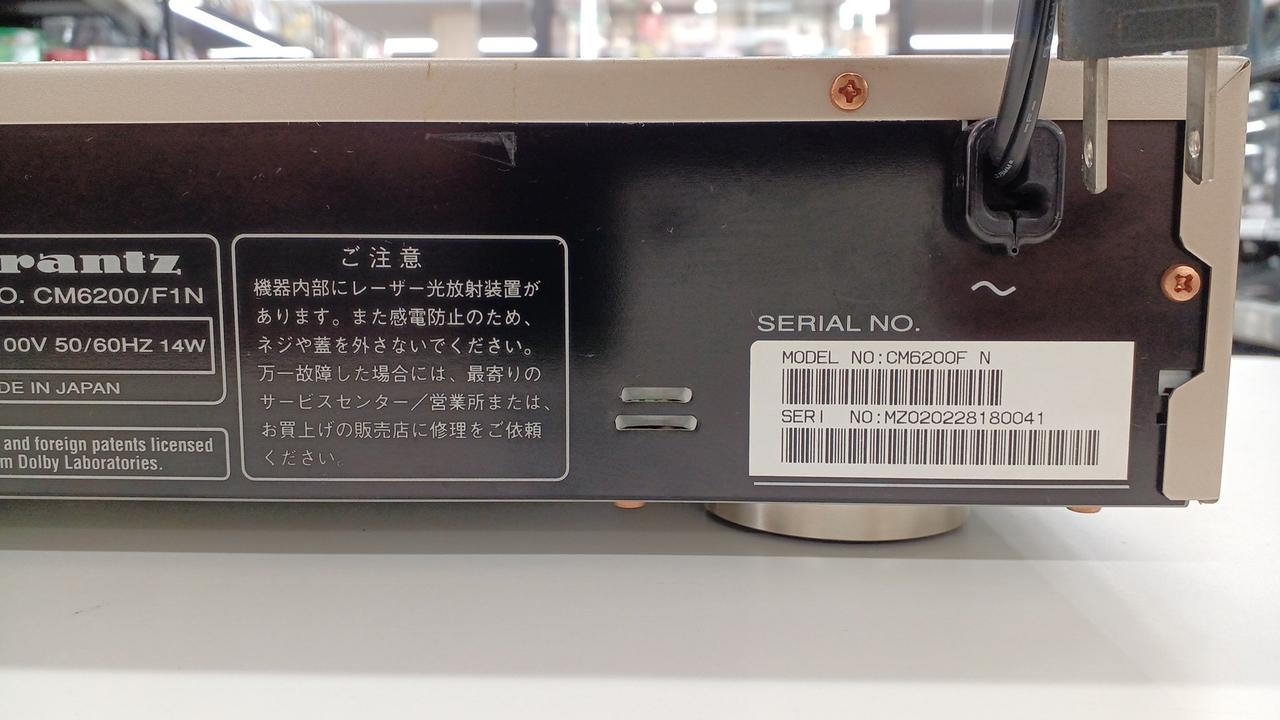 rantz
O. CM6200/F1N
00V 50/60HZ 14W
DE IN JAPAN
and foreign patents licensed
m Dolby Laboratories.
ご注意
機器内部にレーザー光放射装置が
あります。また感電防止のため、
ネジや蓋を外さないでください。
万一故障した場合には、最寄りの
サービスセンター／営業所または、
お買上げの販売店に修理をご依頼
ください。
SERIAL NO.
MODEL NO:CM6200F N
SERI NO:MZ020228180041